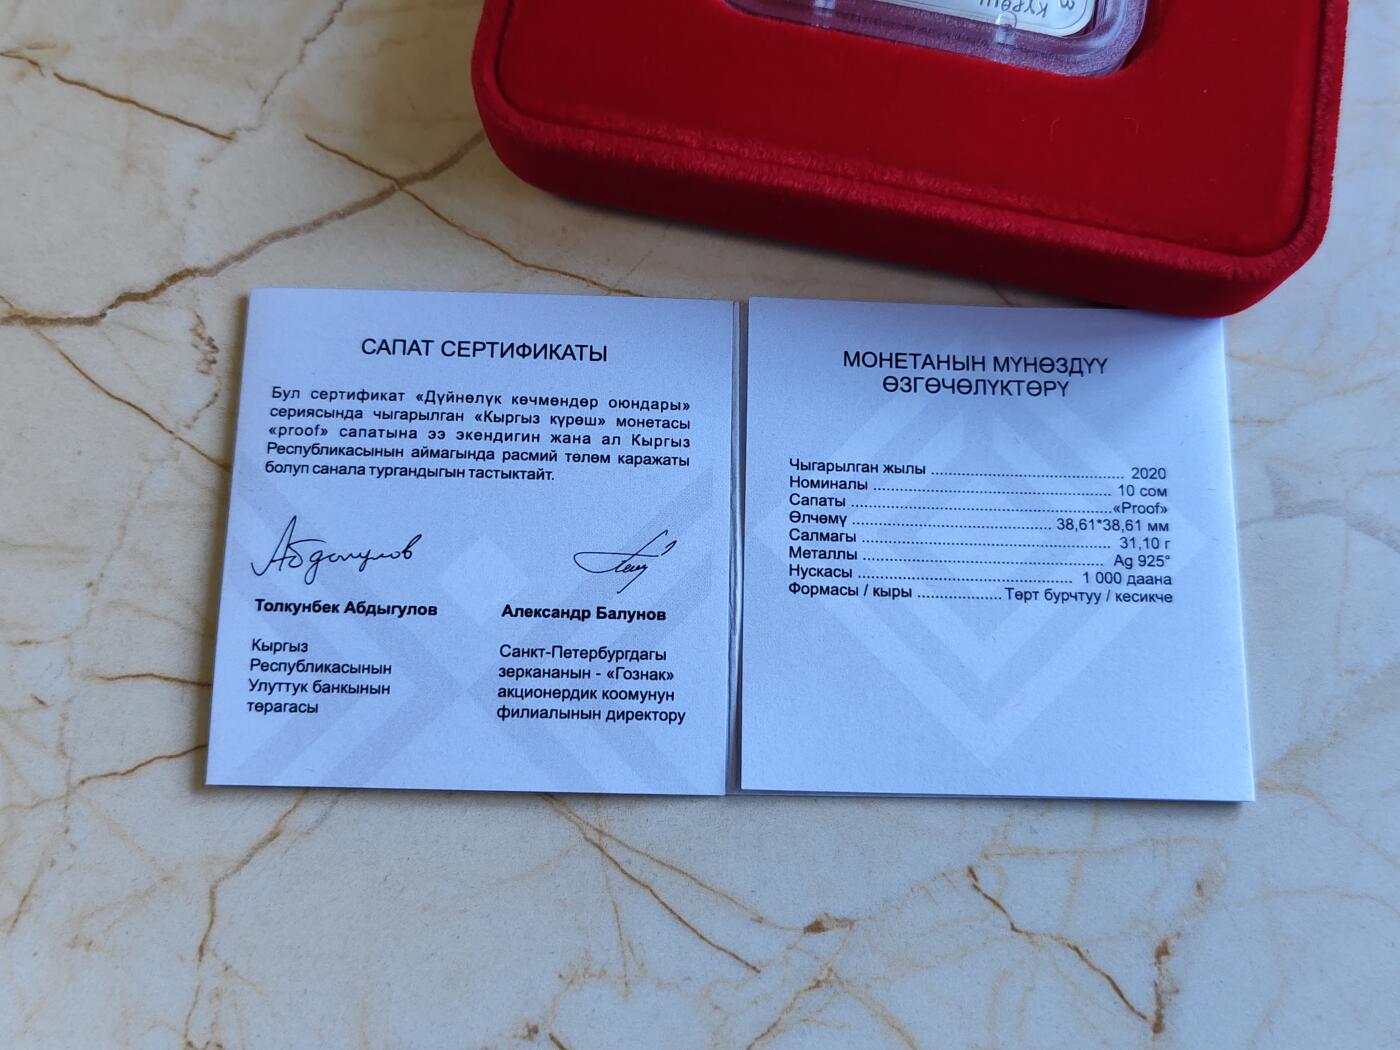 КҮРӨШ
САПАТ СЕРТИФИКАТЫ
Бул сертификат «Дүйнөлүк көчмөндөр оюндары»
сериясында чыгарылган «Кыргыз күрөш» монетасы
«proof» сапатына ээ экендигин жана ал Кыргыз
Республикасынын аймагында расмий төлөм каражаты
болуп санала тургандыгын тастыктайт.
Толкунбек Абдыгулов
Кыргыз
Республикасынын
Улуттук банкынын
төрагасы
Александр Балунов
Санкт-Петербургдагы
зеркананын - «Гознак»
акционердик коомунун
филиалынын директору
МОНЕТАНЫН МҮНӨЗДҮҮ
ӨЗГӨЧӨЛҮКТӨРҮ
Чыгарылган жылы ........................................ 2020
Номиналы ........................................ 10 сом
Сапаты ........................................«Proof»
Өлчөмү ........................................ 38,61*38,61 мм
Салмагы ........................................ 31,10 г
Металлы ........................................ Ag 925°
Нускасы ........................................ 1 000 даана
Формасы / кыры .................... Төрт бурчтуу / кесикче